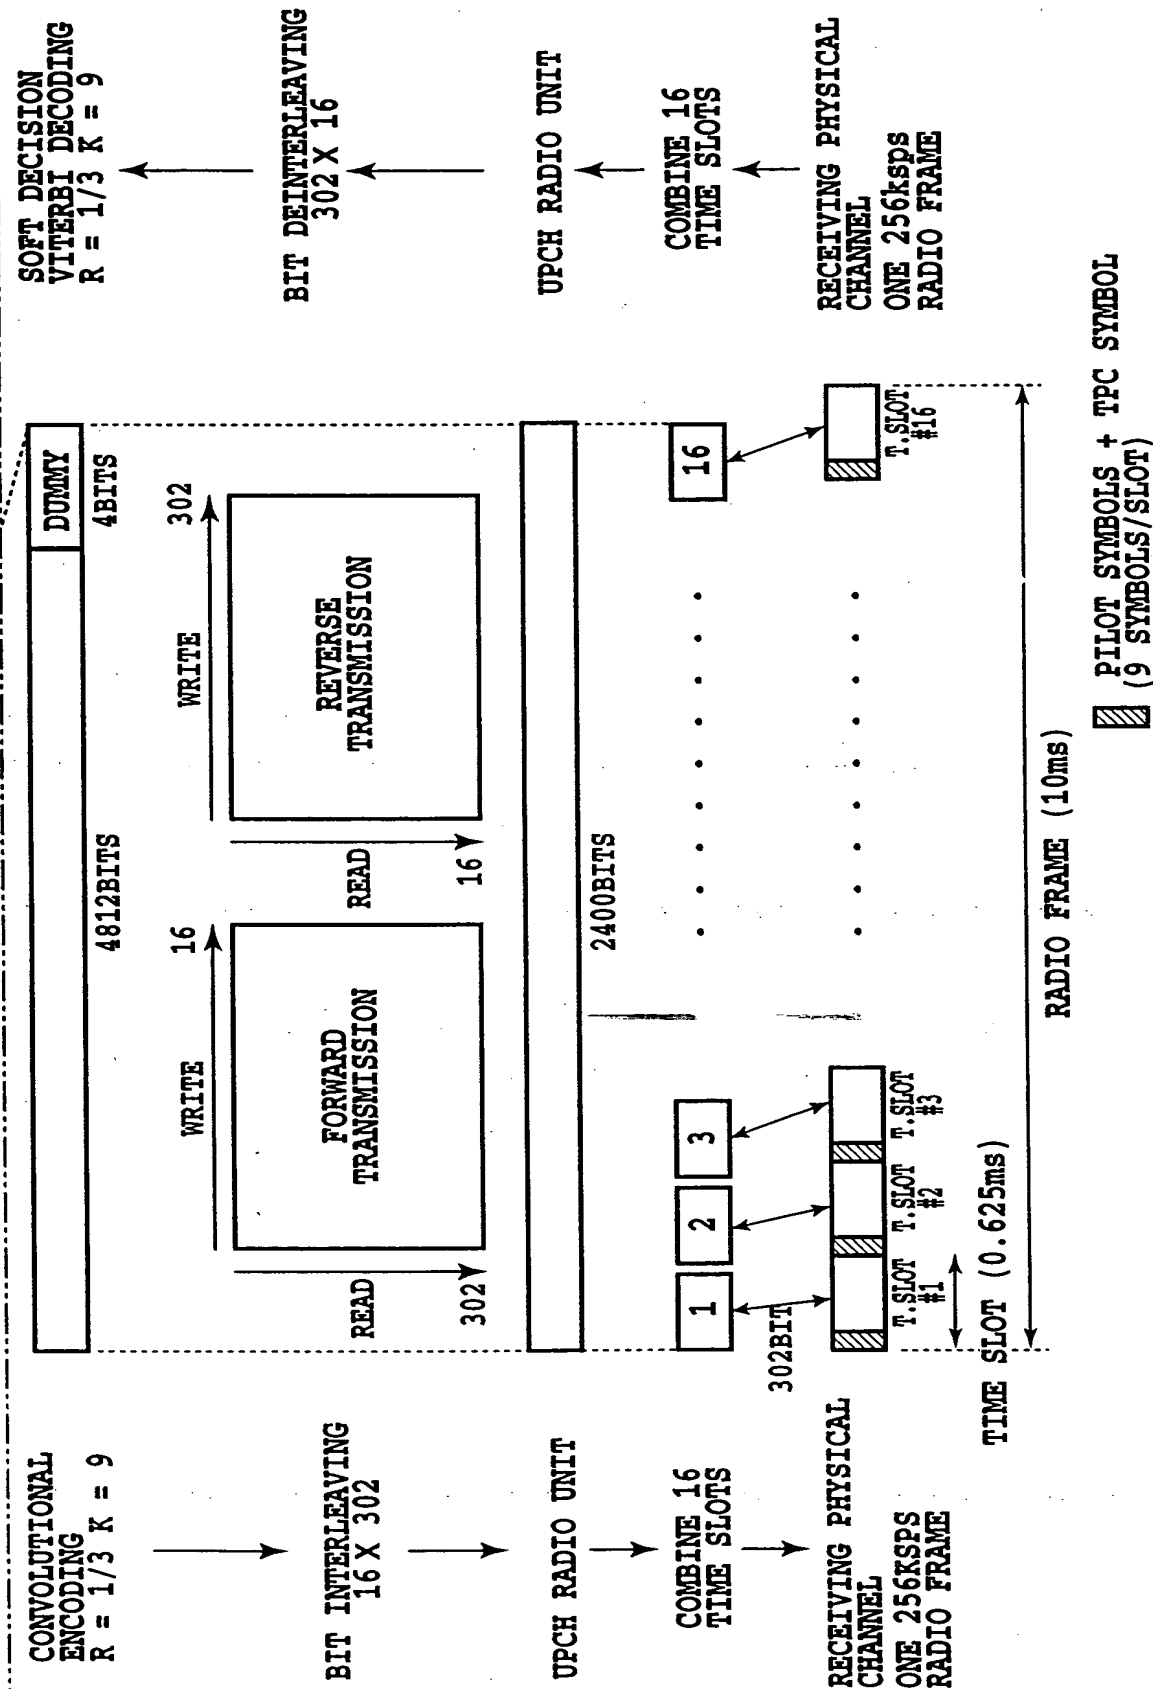 CONVOLUTIONAL
ENCODING
R = 1/3 K = 9
BIT INTERLEAVING
16 X 302
UPCH RADIO UNIT
COMBINE 16
TIME SLOTS
RECEIVING PHYSICAL
CHANNEL
ONE 256KSPS
RADIO FRAME
4812BITS
DUMMY
4BITS
WRITE
16
READ
302
FORWARD
TRANSMISSION
WRITE
302
READ
16
REVERSE
TRANSMISSION
2400BITS
1
2
3
16
302BIT
T.SLOT
#1
T.SLOT
#2
T.SLOT
#3
T.SLOT
#16
TIME SLOT (0.625ms)
RADIO FRAME (10ms)
PILOT SYMBOLS + TPC SYMBOL
(9 SYMBOLS/SLOT)
SOFT DECISION
VITERBI DECODING
R = 1/3 K = 9
BIT DEINTERLEAVING
302 X 16
UPCH RADIO UNIT
COMBINE 16
TIME SLOTS
RECEIVING PHYSICAL
CHANNEL
ONE 256ksps
RADIO FRAME